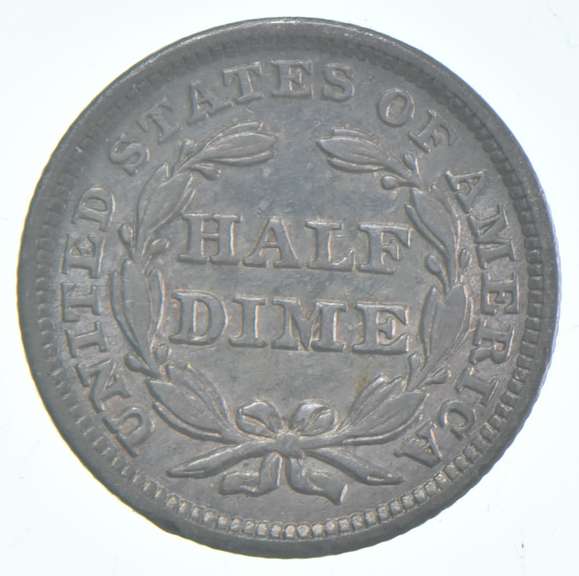 UNITED STATES OF AMERICA
HALF
DIME